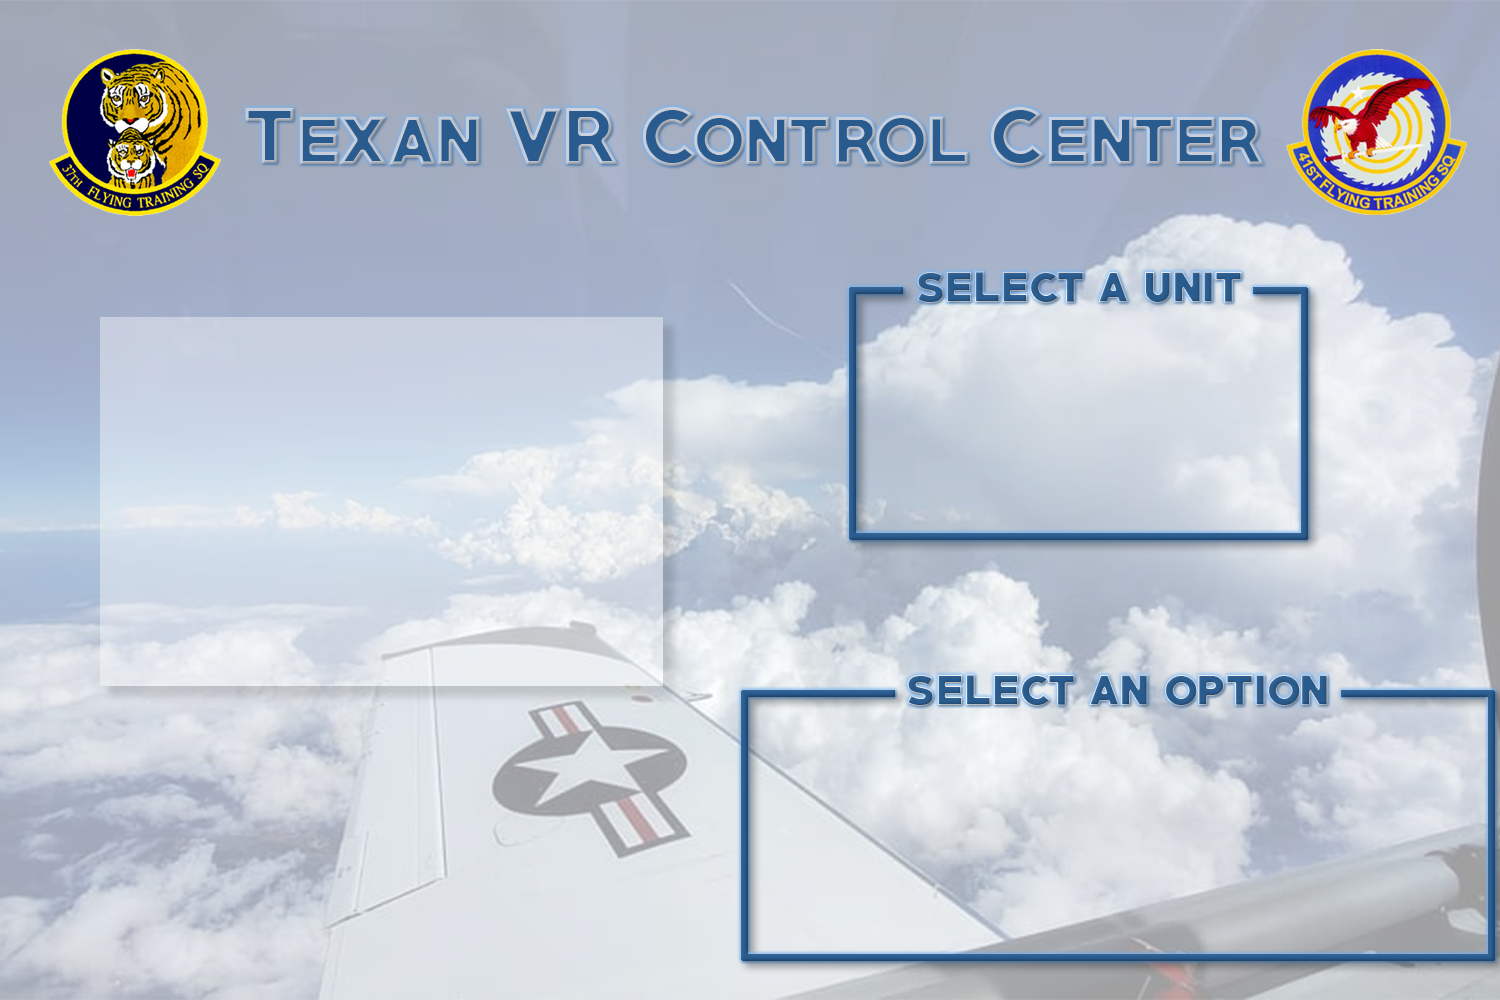 Texan VR Control Center
37TH FLYING TRAINING SQ
41ST FLYING TRAINING SQ
SELECT A UNIT
SELECT AN OPTION